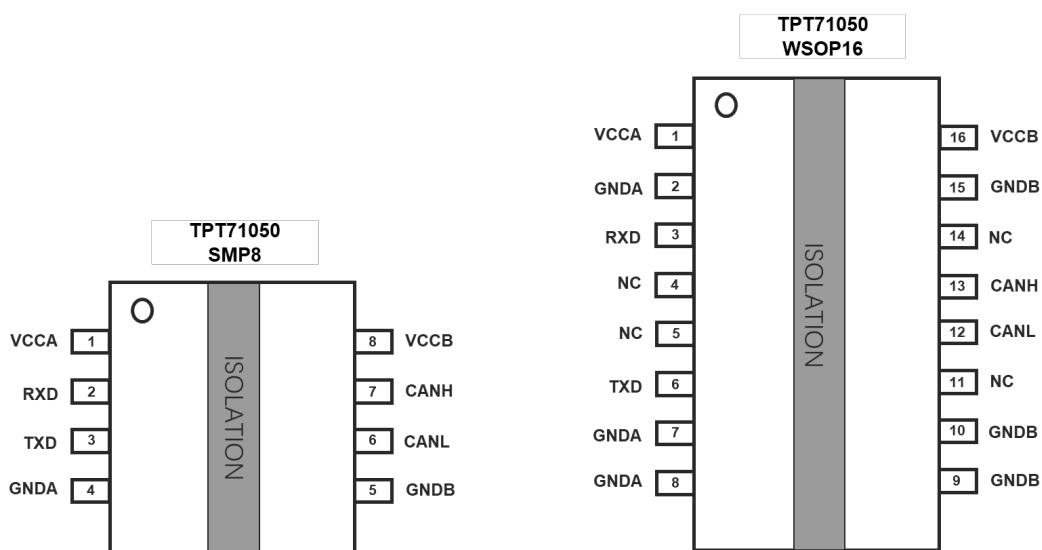 TPT71050
WSOP16
VCCA 1
16 VCCB
GNDA 2
15 GNDB
RXD 3
14 NC
NC 4
13 CANH
NC 5
12 CANL
TXD 6
11 NC
GNDA 7
10 GNDB
GNDA 8
9 GNDB
ISOLATION
TPT71050
SMP8
VCCA 1
8 VCCB
RXD 2
7 CANH
TXD 3
6 CANL
GNDA 4
5 GNDB
ISOLATION